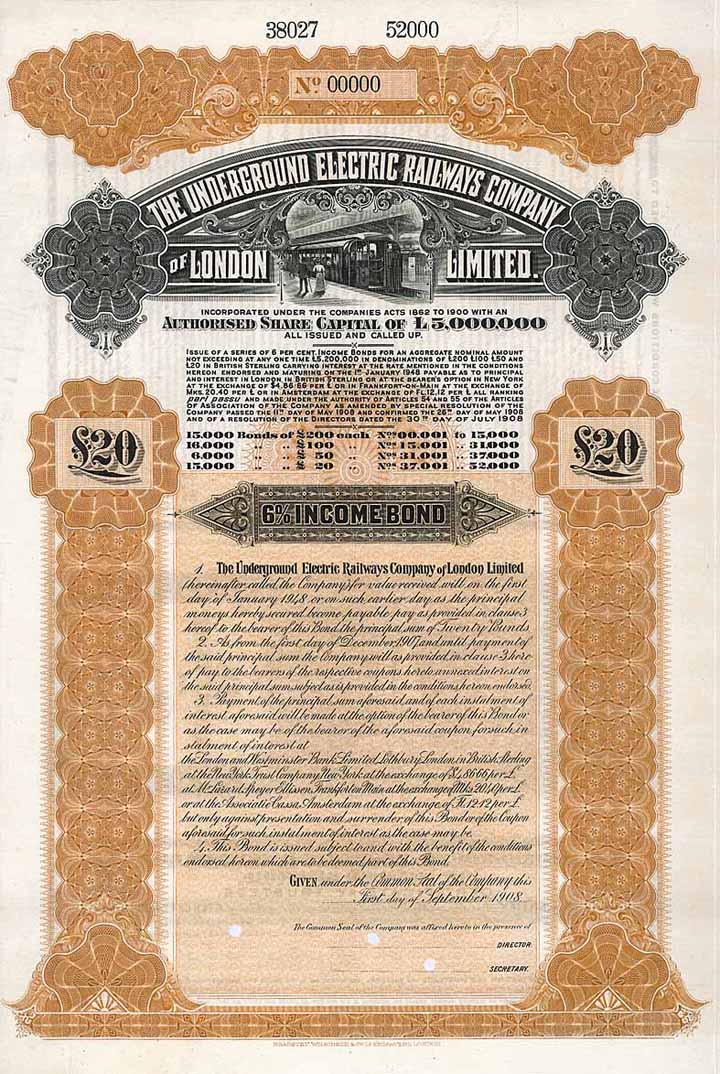 38027 52000
No. 00000
THE UNDERGROUND ELECTRIC RAILWAYS COMPANY
OF LONDON LIMITED.
INCORPORATED UNDER THE COMPANIES ACTS 1862 TO 1900 WITH AN
AUTHORISED SHARE CAPITAL OF £5,000,000
ALL ISSUED AND CALLED UP.
ISSUE OF A SERIES OF 6 PER CENT. INCOME BONDS FOR AN AGGREGATE NOMINAL AMOUNT
NOT EXCEEDING AT ANY ONE TIME £5,200,000 IN DENOMINATIONS OF £200 £100 £50 AND
£20 IN BRITISH STERLING CARRYING INTEREST AT THE RATE MENTIONED IN THE CONDITIONS
HEREON ENDORSED AND MATURING ON THE 1ST JANUARY 1948 PAYABLE AS TO PRINCIPAL
AND INTEREST IN LONDON IN BRITISH STERLING OR AT THE BEARER'S OPTION IN NEW YORK
AT THE EXCHANGE OF $4.86.66 PER £ OR IN FRANKFORT-ON-MAIN AT THE EXCHANGE OF
MKS. 20.40 PER £ OR IN AMSTERDAM AT THE EXCHANGE OF FL. 12.12 PER £ ALL RANKING
pari passu AND MADE UNDER THE AUTHORITY OF ARTICLES 54 AND 55 OF THE ARTICLES
OF ASSOCIATION OF THE COMPANY AS AMENDED BY SPECIAL RESOLUTION OF THE
COMPANY PASSED THE 11TH DAY OF MAY 1908 AND CONFIRMED THE 26TH DAY OF MAY 1908
AND OF A RESOLUTION OF THE DIRECTORS DATED THE 30TH DAY OF JULY 1908
15,000 Bonds of £200 each Nos 00,001 to 15,000
16,000 " " £100 " Nos 15,001 " 31,000
6,000 " " £50 " Nos 31,001 " 37,000
15,000 " " £20 " Nos 37,001 " 52,000
£20 £20
6% INCOME BOND
1. The Underground Electric Railways Company of London Limited
(hereinafter called the Company) for value received will on the first
day of January 1948 or on such earlier day as the principal
moneys hereby secured become payable pay as provided in clause 3
hereof to the bearer of this Bond the principal sum of Twenty Pounds
2. As from the first day of December 1907 and until payment of
the said principal sum the Company will as provided in clause 3 here
of pay to the bearers of the respective coupons hereto annexed interest on
the said principal sum subject as is provided in the conditions hereon endorsed.
3. Payment of the principal sum aforesaid and of each instalment of
interest aforesaid will be made at the option of the bearer of this Bond or
as the case may be of the bearer of the aforesaid coupon for such in
stalment of interest at
the London and Westminster Bank Limited Lothbury London in British Sterling
at the New York Trust Company New York at the exchange of $4.8666 per £
at M. Lazard Speyer Ellissen Frankfort on Main at the exchange of Mks 20.40 per £
or at the Associatie Cassa Amsterdam at the exchange of Fl. 12.12 per £
but only against presentation and surrender of this Bond or of the Coupon
aforesaid for such instalment of interest as the case may be.
4. This Bond is issued subject to and with the benefit of the conditions
endorsed hereon which are to be deemed part of this Bond.
GIVEN under the Common Seal of the Company this
First day of September 1908.
The Common Seal of the Company was affixed hereto in the presence of
DIRECTOR.
SECRETARY.
BRADBURY WILKINSON & Co. Ld ENGRAVERS, LONDON